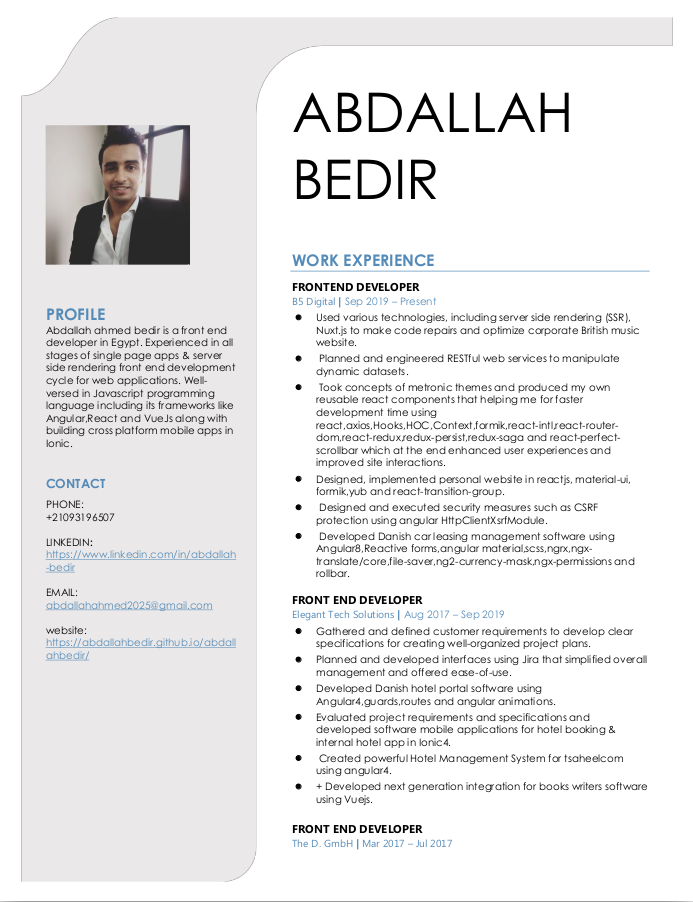 ABDALLAH
BEDIR
PROFILE
Abdallah ahmed bedir is a front end
developer in Egypt. Experienced in all
stages of single page apps & server
side rendering front end development
cycle for web applications. Well-
versed in Javascript programming
language including its frameworks like
Angular,React and VueJs along with
building cross platform mobile apps in
Ionic.
CONTACT
PHONE:
+21093196507
LINKEDIN:
https://www.linkedin.com/in/abdallah
-bedir
EMAIL:
abdallahahmed2025@gmail.com
website:
https://abdallahbedir.github.io/abdall
ahbedir/
WORK EXPERIENCE
FRONTEND DEVELOPER
B5 Digital | Sep 2019 – Present
● Used various technologies, including server side rendering (SSR),
Nuxt.js to make code repairs and optimize corporate British music
website.
● Planned and engineered RESTful web services to manipulate
dynamic datasets.
● Took concepts of metronic themes and produced my own
reusable react components that helping me for faster
development time using
react,axios,Hooks,HOC,Context,formik,react-intl,react-router-
dom,react-redux,redux-persist,redux-saga and react-perfect-
scrollbar which at the end enhanced user experiences and
improved site interactions.
● Designed, implemented personal website in reactjs, material-ui,
formik,yub and react-transition-group.
● Designed and executed security measures such as CSRF
protection using angular HttpClientXsrfModule.
● Developed Danish car leasing management software using
Angular8,Reactive forms,angular material,scss,ngrx,ngx-
translate/core,file-saver,ng2-currency-mask,ngx-permissions and
rollbar.
FRONT END DEVELOPER
Elegant Tech Solutions | Aug 2017 – Sep 2019
● Gathered and defined customer requirements to develop clear
specifications for creating well-organized project plans.
● Planned and developed interfaces using Jira that simplified overall
management and offered ease-of-use.
● Developed Danish hotel portal software using
Angular4,guards,routes and angular animations.
● Evaluated project requirements and specifications and
developed software mobile applications for hotel booking &
internal hotel app in Ionic4.
● Created powerful Hotel Management System for tsaheelcom
using angular4.
● + Developed next generation integration for books writers software
using Vuejs.
FRONT END DEVELOPER
The D. GmbH | Mar 2017 – Jul 2017